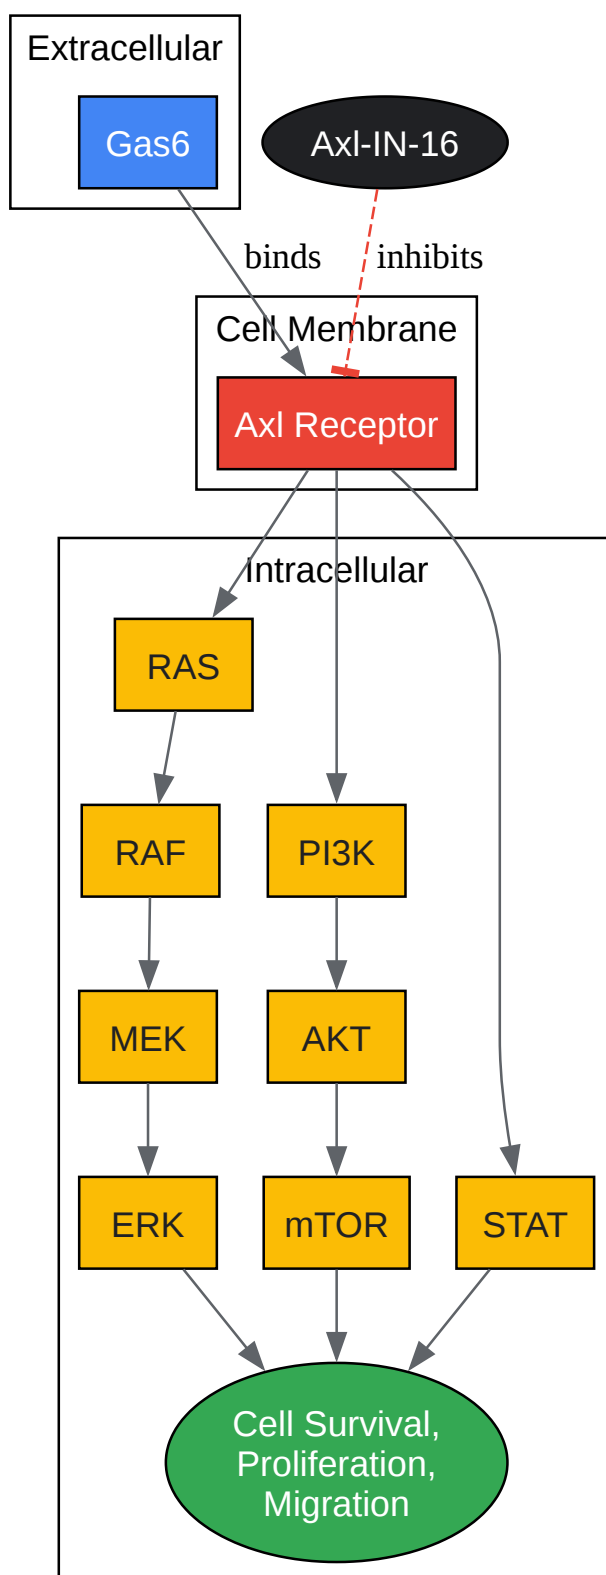 Extracellular
Gas6
Axl-IN-16
binds
inhibits
Cell Membrane
Axl Receptor
Intracellular
RAS
RAF
PI3K
MEK
AKT
ERK
mTOR
STAT
Cell Survival,
Proliferation,
Migration